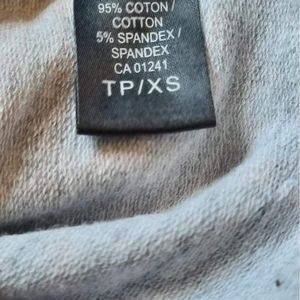 95% COTON /
COTTON
5% SPANDEX /
SPANDEX
CA 01241
TP/XS